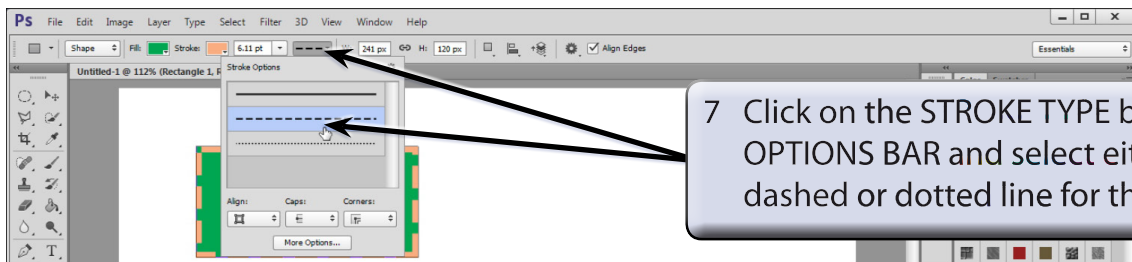 Ps File Edit Image Layer Type Select Filter 3D View Window Help
Shape Fill: Stroke: 6.11 pt 241 px H: 120 px Align Edges Essentials
Untitled-1 @ 112% (Rectangle 1,
Stroke Options
Align: Caps: Corners:
More Options...
7 Click on the STROKE TYPE b
OPTIONS BAR and select eit
dashed or dotted line for th
T